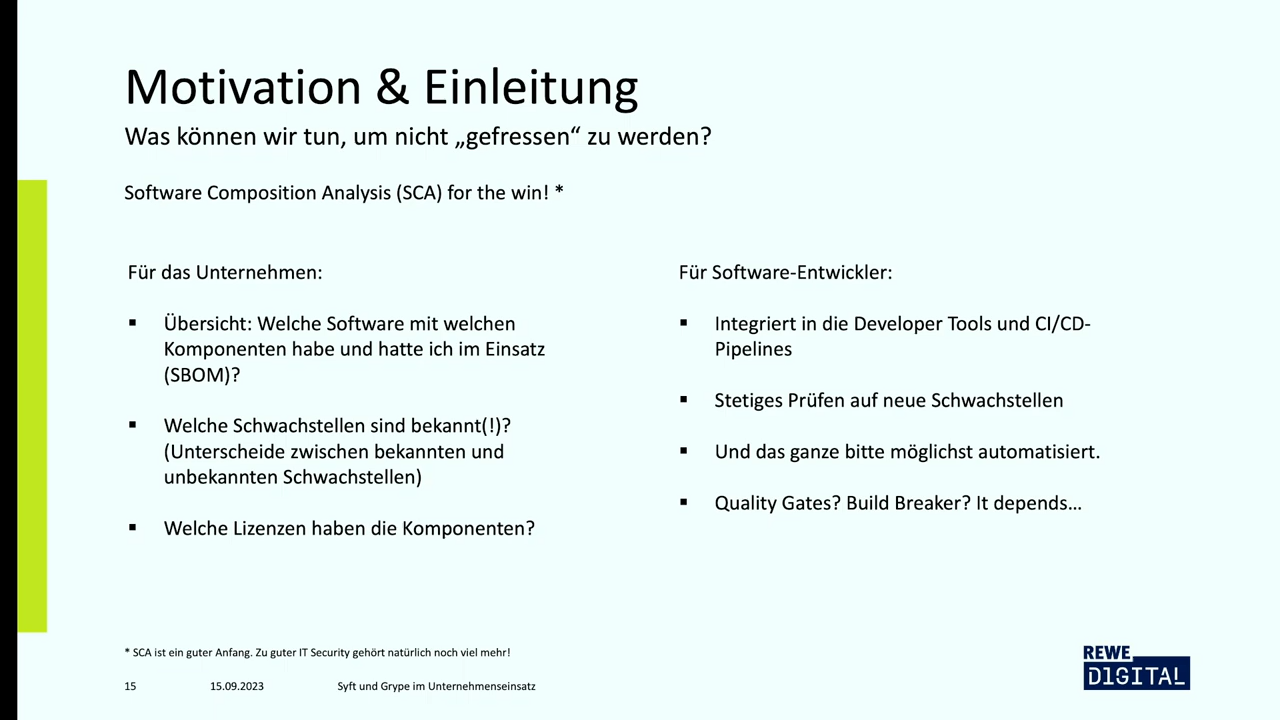 Motivation & Einleitung
Was können wir tun, um nicht „gefressen“ zu werden?
Software Composition Analysis (SCA) for the win! *
Für das Unternehmen:
▪ Übersicht: Welche Software mit welchen
Komponenten habe und hatte ich im Einsatz
(SBOM)?
▪ Welche Schwachstellen sind bekannt(!)?
(Unterscheide zwischen bekannten und
unbekannten Schwachstellen)
▪ Welche Lizenzen haben die Komponenten?
Für Software-Entwickler:
▪ Integriert in die Developer Tools und CI/CD-
Pipelines
▪ Stetiges Prüfen auf neue Schwachstellen
▪ Und das ganze bitte möglichst automatisiert.
▪ Quality Gates? Build Breaker? It depends…
* SCA ist ein guter Anfang. Zu guter IT Security gehört natürlich noch viel mehr!
15 15.09.2023 Syft und Grype im Unternehmenseinsatz
REWE
D1GITAL